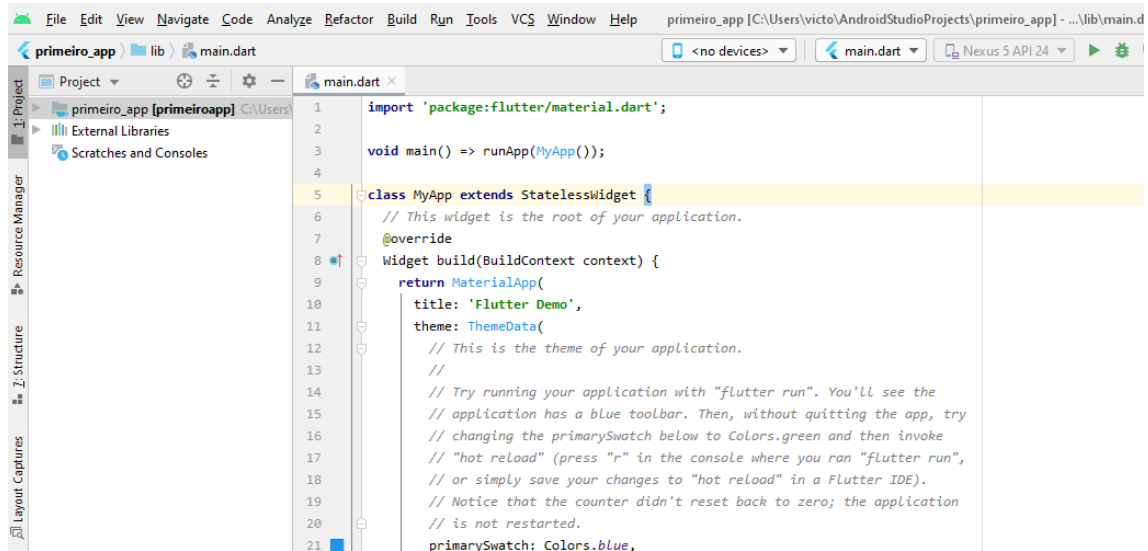 File Edit View Navigate Code Analyze Refactor Build Run Tools VCS Window Help primeiro_app [C:\Users\victo\AndroidStudioProjects\primeiro_app] - ...\lib\main.d
primeiro_app lib main.dart <no devices> main.dart Nexus 5 API 24
Project
main.dart
1: Project
Resource Manager
7: Structure
Layout Captures
primeiro_app [primeiroapp] C:\Users\
External Libraries
Scratches and Consoles
1 import 'package:flutter/material.dart';
2
3 void main() => runApp(MyApp());
4
5 class MyApp extends StatelessWidget {
6 // This widget is the root of your application.
7 @override
8 Widget build(BuildContext context) {
9 return MaterialApp(
10 title: 'Flutter Demo',
11 theme: ThemeData(
12 // This is the theme of your application.
13 //
14 // Try running your application with "flutter run". You'll see the
15 // application has a blue toolbar. Then, without quitting the app, try
16 // changing the primarySwatch below to Colors.green and then invoke
17 // "hot reload" (press "r" in the console where you ran "flutter run",
18 // or simply save your changes to "hot reload" in a Flutter IDE).
19 // Notice that the counter didn't reset back to zero; the application
20 // is not restarted.
21 primarySwatch: Colors.blue,